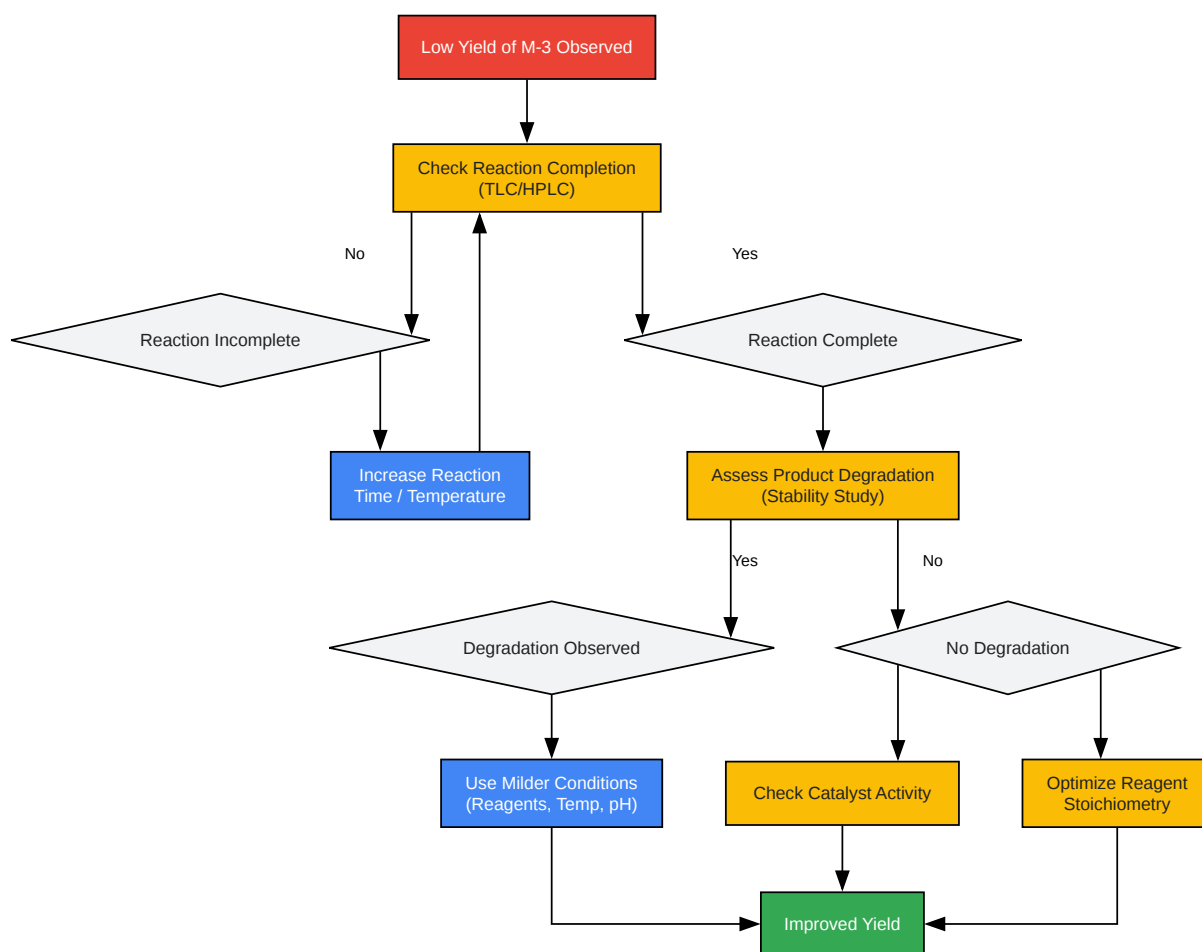 Low Yield of M-3 Observed
Check Reaction Completion
(TLC/HPLC)
No
Yes
Reaction Incomplete
Reaction Complete
Increase Reaction
Time / Temperature
Assess Product Degradation
(Stability Study)
Yes
No
Degradation Observed
No Degradation
Use Milder Conditions
(Reagents, Temp, pH)
Check Catalyst Activity
Optimize Reagent
Stoichiometry
Improved Yield